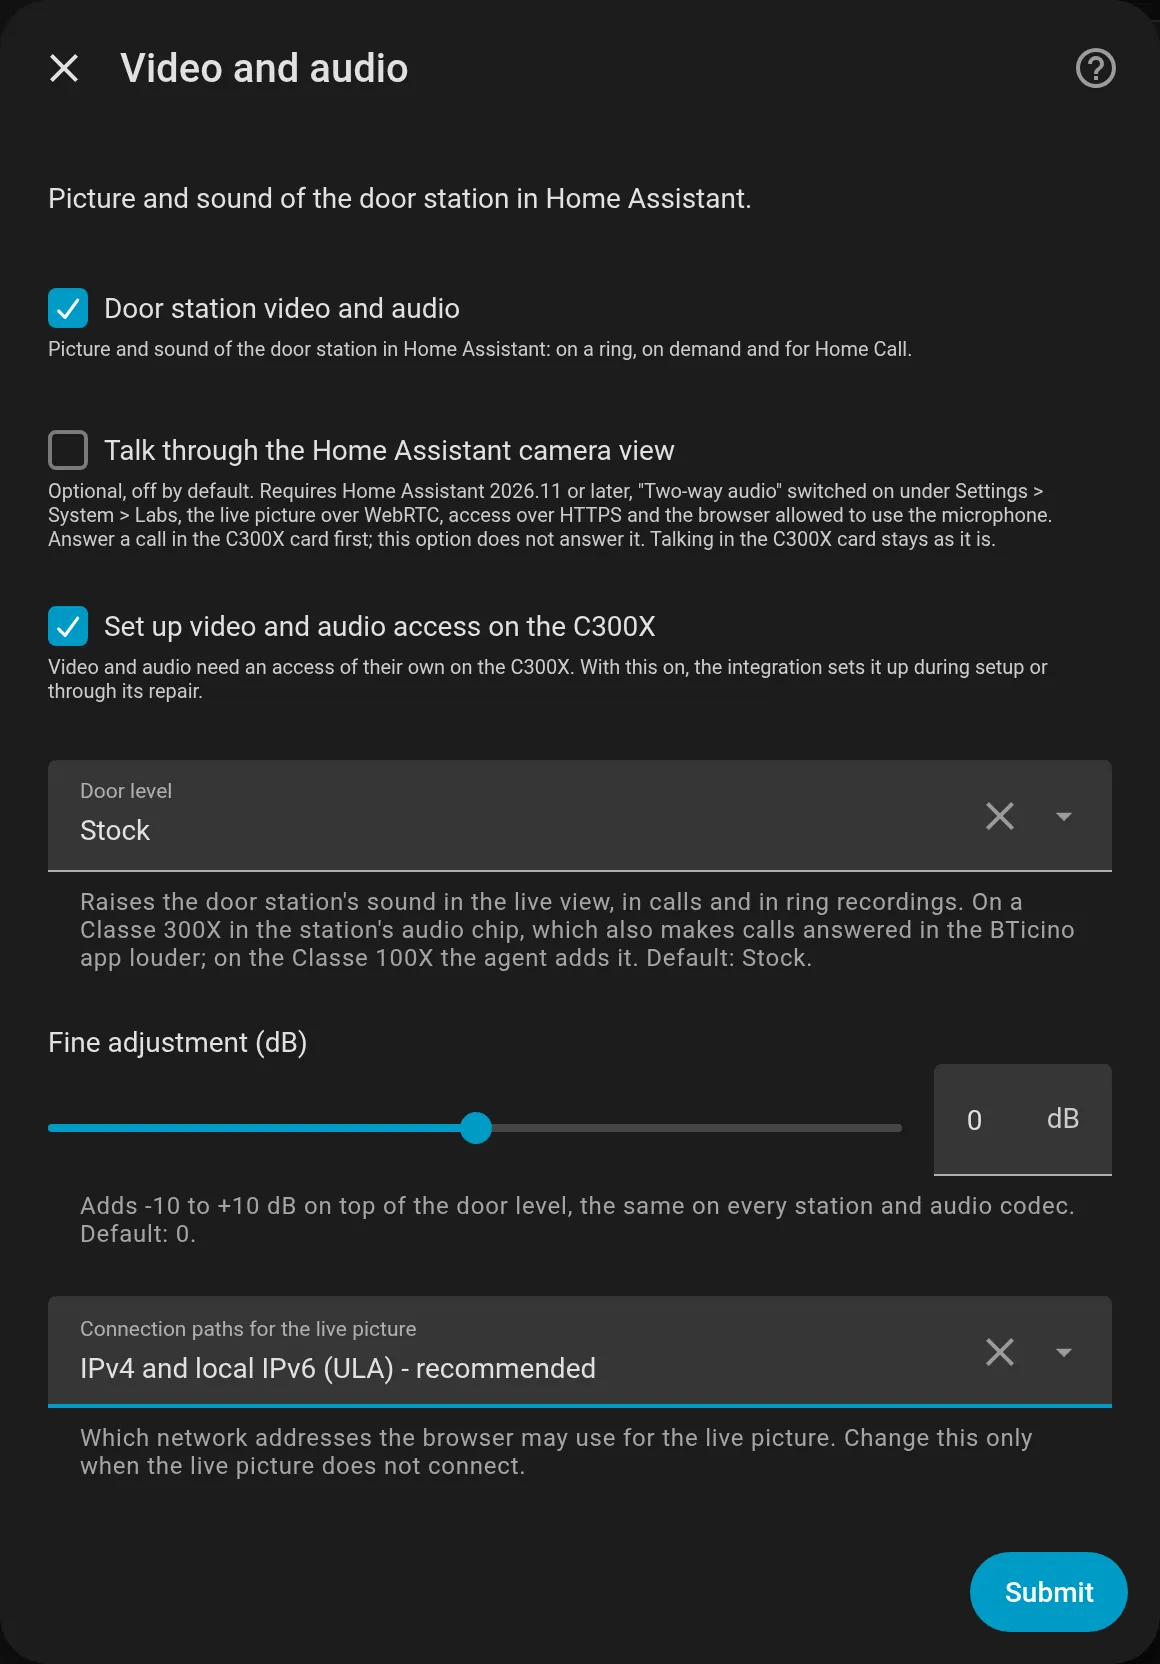 Video and audio
Picture and sound of the door station in Home Assistant.
Door station video and audio
Picture and sound of the door station in Home Assistant: on a ring, on demand and for Home Call.
Talk through the Home Assistant camera view
Optional, off by default. Requires Home Assistant 2026.11 or later, "Two-way audio" switched on under Settings >
System > Labs, the live picture over WebRTC, access over HTTPS and the browser allowed to use the microphone.
Answer a call in the C300X card first; this option does not answer it. Talking in the C300X card stays as it is.
Set up video and audio access on the C300X
Video and audio need an access of their own on the C300X. With this on, the integration sets it up during setup or
through its repair.
Door level
Stock
Raises the door station's sound in the live view, in calls and in ring recordings. On a
Classe 300X in the station's audio chip, which also makes calls answered in the BTicino
app louder; on the Classe 100X the agent adds it. Default: Stock.
Fine adjustment (dB)
0 dB
Adds -10 to +10 dB on top of the door level, the same on every station and audio codec.
Default: 0.
Connection paths for the live picture
IPv4 and local IPv6 (ULA) - recommended
Which network addresses the browser may use for the live picture. Change this only
when the live picture does not connect.
Submit